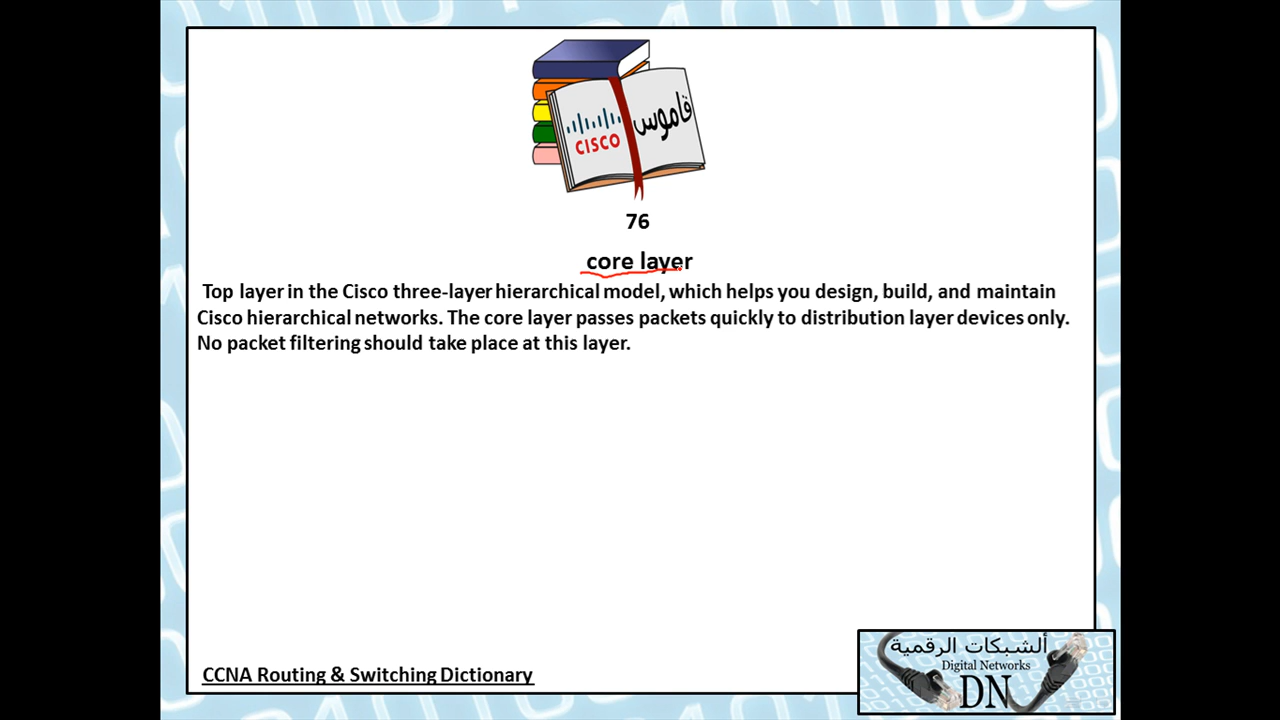 CISCO
قاموس
76
core layer
Top layer in the Cisco three-layer hierarchical model, which helps you design, build, and maintain
Cisco hierarchical networks. The core layer passes packets quickly to distribution layer devices only.
No packet filtering should take place at this layer.
CCNA Routing & Switching Dictionary
ألشبكات الرقمية
Digital Networks
DN